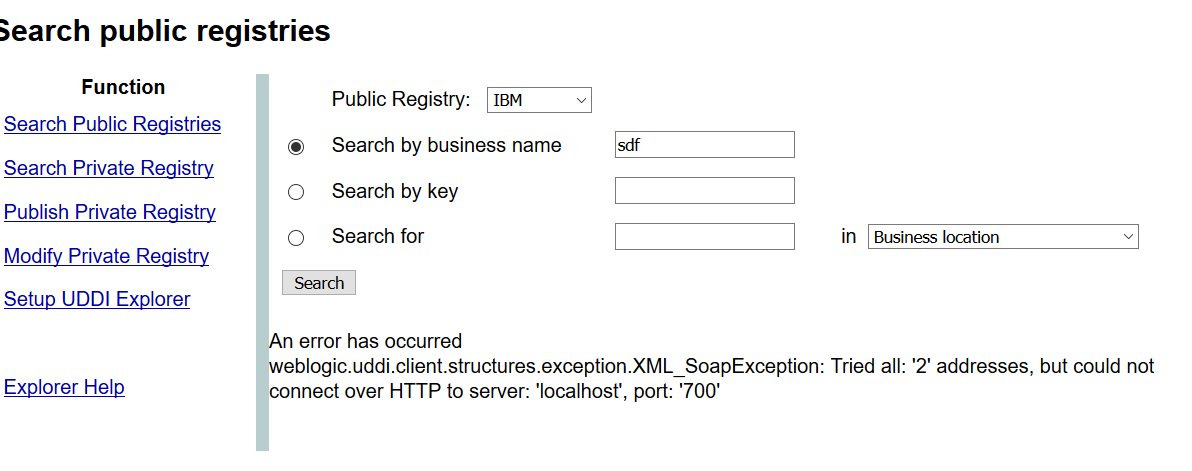 Search public registries
Function
Search Public Registries
Search Private Registry
Publish Private Registry
Modify Private Registry
Setup UDDI Explorer
Explorer Help
Public Registry: IBM
Search by business name sdf
Search by key
Search for in Business location
Search
An error has occurred
weblogic.uddi.client.structures.exception.XML_SoapException: Tried all: '2' addresses, but could not
connect over HTTP to server: 'localhost', port: '700'